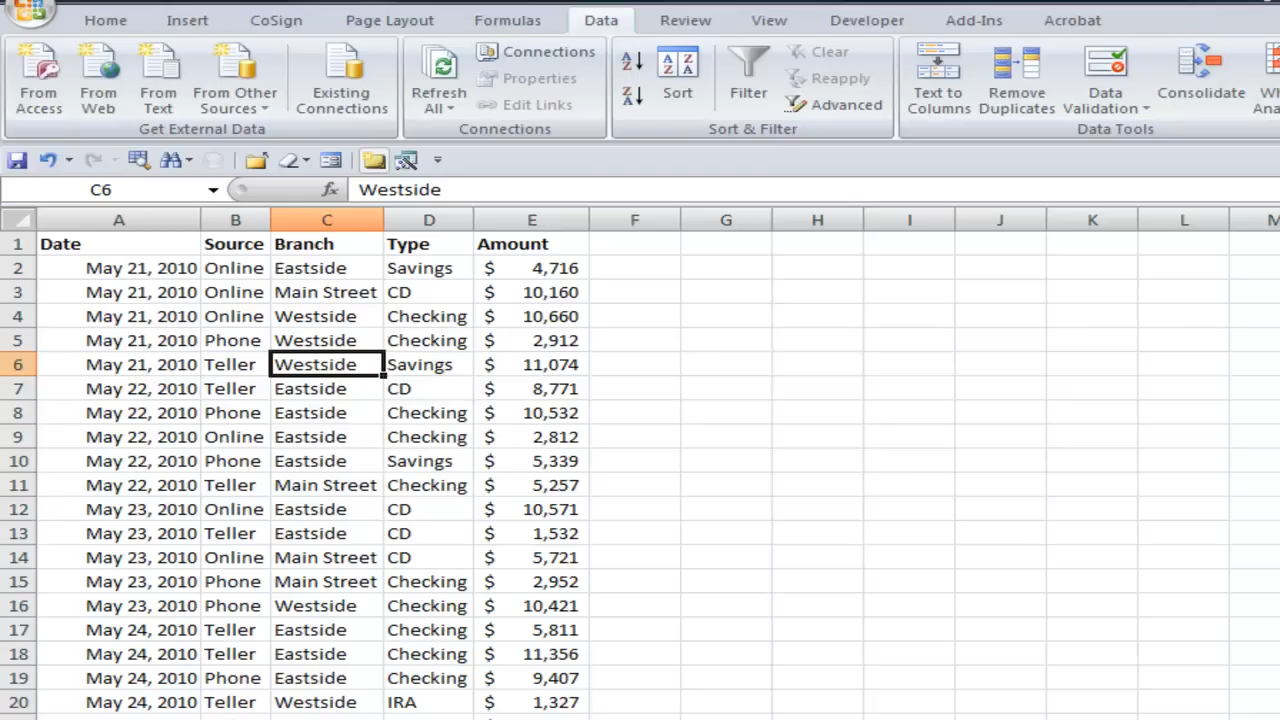 Home Insert CoSign Page Layout Formulas Data Review View Developer Add-Ins Acrobat
From Access From Web From Text From Other Sources Existing Connections Refresh All Connections Properties Edit Links Sort Filter Clear Reapply Advanced Text to Columns Remove Duplicates Data Validation Consolidate
Get External Data Connections Sort & Filter Data Tools
C6 fx Westside
A B C D E F G H I J K L M
1 Date Source Branch Type Amount
2 May 21, 2010 Online Eastside Savings $ 4,716
3 May 21, 2010 Online Main Street CD $ 10,160
4 May 21, 2010 Online Westside Checking $ 10,660
5 May 21, 2010 Phone Westside Checking $ 2,912
6 May 21, 2010 Teller Westside Savings $ 11,074
7 May 22, 2010 Teller Eastside CD $ 8,771
8 May 22, 2010 Phone Eastside Checking $ 10,532
9 May 22, 2010 Online Eastside Checking $ 2,812
10 May 22, 2010 Phone Eastside Savings $ 5,339
11 May 22, 2010 Teller Main Street Checking $ 5,257
12 May 23, 2010 Online Eastside CD $ 10,571
13 May 23, 2010 Teller Eastside CD $ 1,532
14 May 23, 2010 Online Main Street CD $ 5,721
15 May 23, 2010 Phone Main Street Checking $ 2,952
16 May 23, 2010 Phone Westside Checking $ 10,421
17 May 24, 2010 Teller Eastside Checking $ 5,811
18 May 24, 2010 Teller Eastside Checking $ 11,356
19 May 24, 2010 Phone Eastside Checking $ 9,407
20 May 24, 2010 Teller Westside IRA $ 1,327